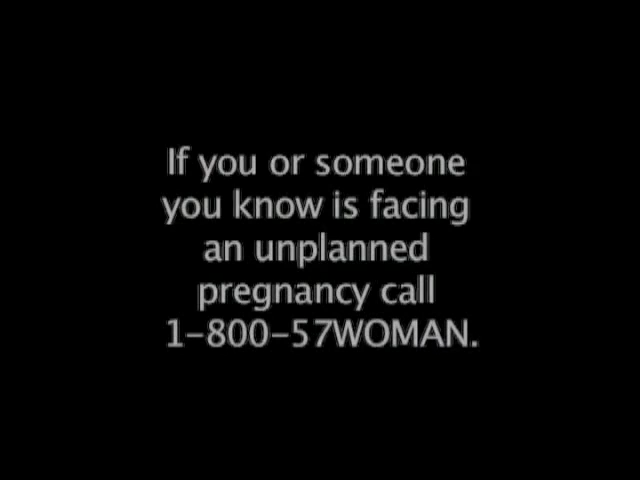 If you or someone
you know is facing
an unplanned
pregnancy call
1-800-57WOMAN.